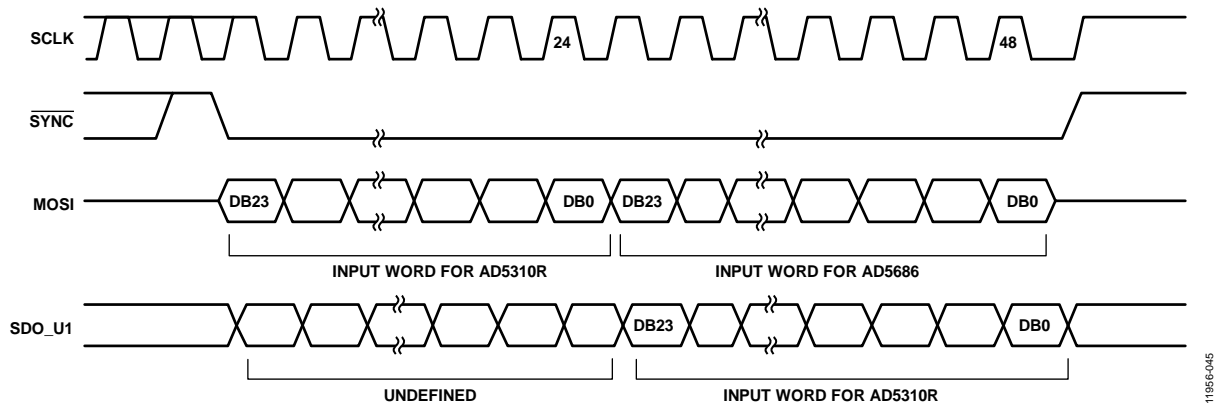 SCLK
24
48
SYNC
MOSI
DB23
DB0
DB23
DB0
INPUT WORD FOR AD5310R
INPUT WORD FOR AD5686
SDO_U1
DB23
DB0
UNDEFINED
INPUT WORD FOR AD5310R
11956-045